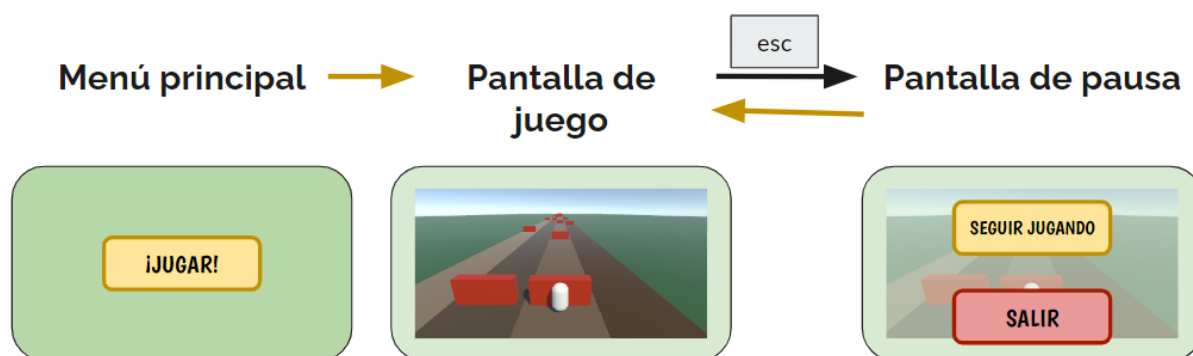 esc
Menú principal
Pantalla de
juego
Pantalla de pausa
¡JUGAR!
SEGUIR JUGANDO
SALIR